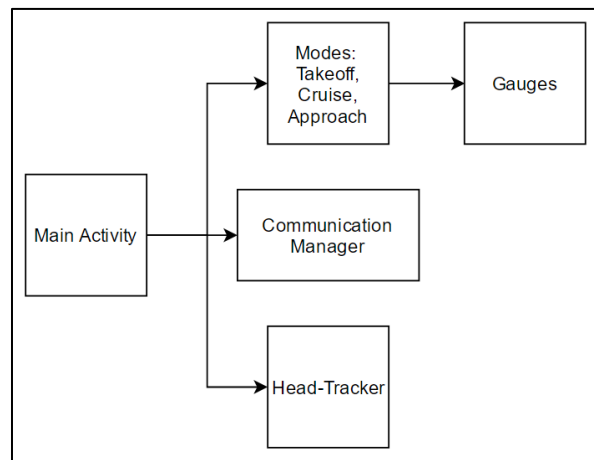 Modes:
Takeoff,
Cruise,
Approach
Gauges
Main Activity
Communication
Manager
Head-Tracker